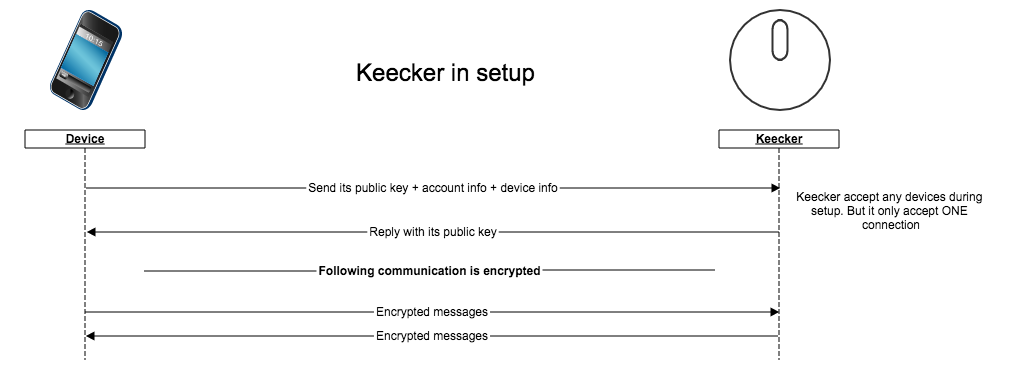 10:15
Keecker in setup
Device
Keecker
Send its public key + account info + device info
Keecker accept any devices during
setup. But it only accept ONE
connection
Reply with its public key
Following communication is encrypted
Encrypted messages
Encrypted messages